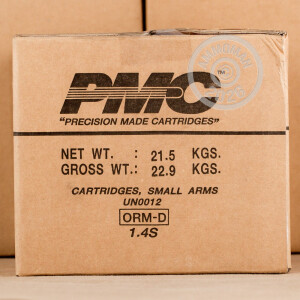 PMC
"PRECISION MADE CARTRIDGES"
NET WT. : 21.5 KGS.
GROSS WT.: 22.9 KGS.
CARTRIDGES, SMALL ARMS
UN0012
ORM-D
1.4S
TM